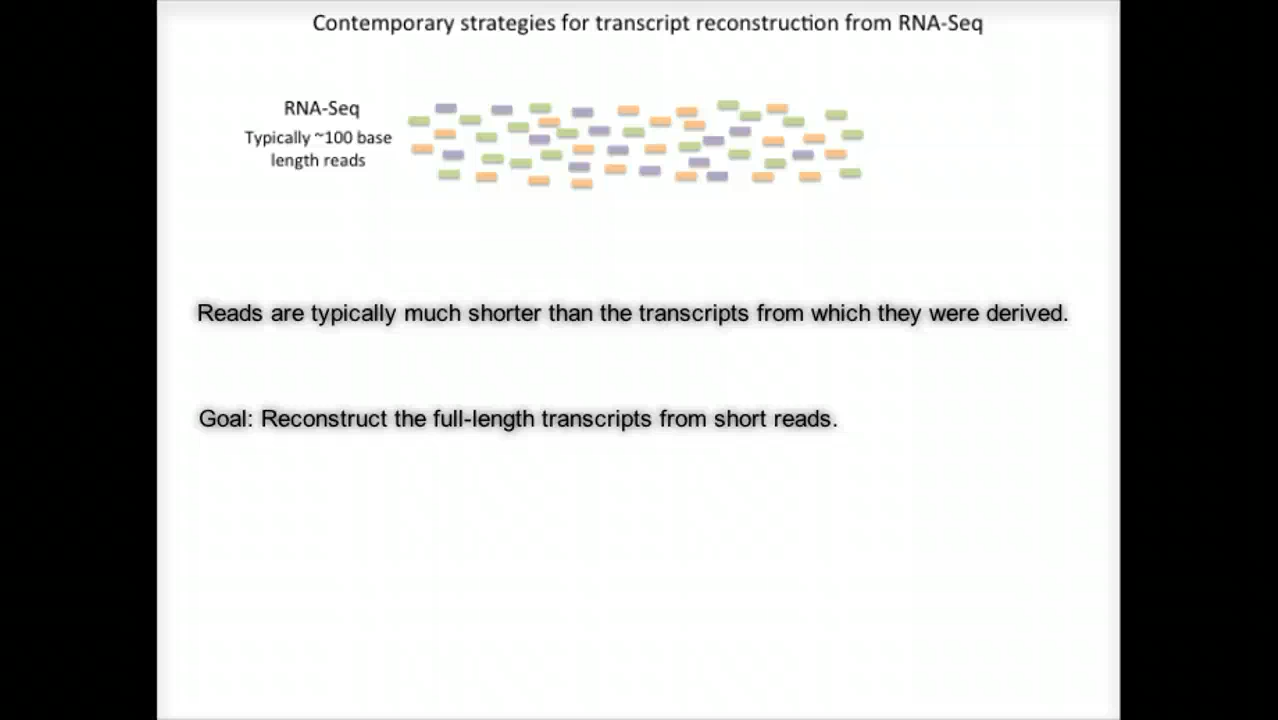 Contemporary strategies for transcript reconstruction from RNA-Seq
RNA-Seq
Typically ~100 base
length reads
Reads are typically much shorter than the transcripts from which they were derived.
Goal: Reconstruct the full-length transcripts from short reads.